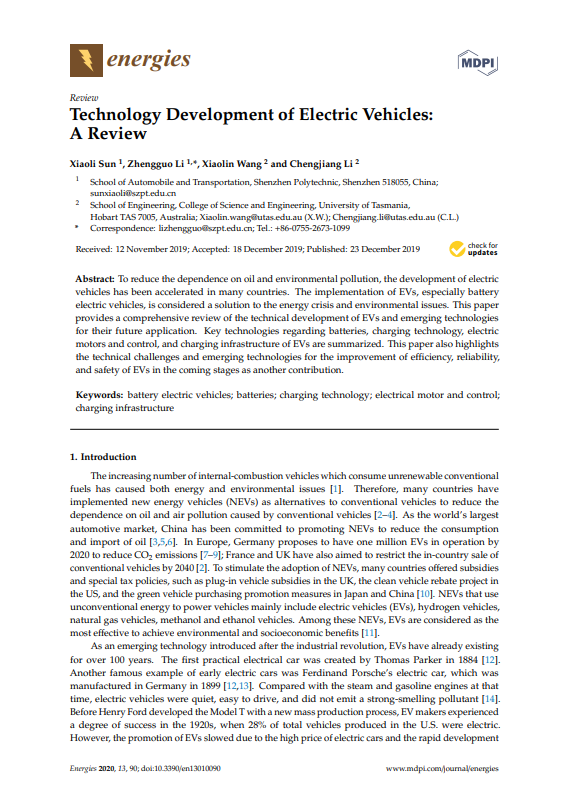 energies
MDPI
Review
Technology Development of Electric Vehicles:
A Review
Xiaoli Sun 1, Zhengguo Li 1,*, Xiaolin Wang 2 and Chengjiang Li 2
1 School of Automobile and Transportation, Shenzhen Polytechnic, Shenzhen 518055, China;
sunxiaoli@szpt.edu.cn
2 School of Engineering, College of Science and Engineering, University of Tasmania,
Hobart TAS 7005, Australia; Xiaolin.wang@utas.edu.au (X.W.); Chengjiang.li@utas.edu.au (C.L.)
* Correspondence: lizhengguo@szpt.edu.cn; Tel.: +86-0755-2673-1099
Received: 12 November 2019; Accepted: 18 December 2019; Published: 23 December 2019
check for
updates
Abstract: To reduce the dependence on oil and environmental pollution, the development of electric
vehicles has been accelerated in many countries. The implementation of EVs, especially battery
electric vehicles, is considered a solution to the energy crisis and environmental issues. This paper
provides a comprehensive review of the technical development of EVs and emerging technologies
for their future application. Key technologies regarding batteries, charging technology, electric
motors and control, and charging infrastructure of EVs are summarized. This paper also highlights
the technical challenges and emerging technologies for the improvement of efficiency, reliability,
and safety of EVs in the coming stages as another contribution.
Keywords: battery electric vehicles; batteries; charging technology; electrical motor and control;
charging infrastructure
1. Introduction
The increasing number of internal-combustion vehicles which consume unrenewable conventional
fuels has caused both energy and environmental issues [1]. Therefore, many countries have
implemented new energy vehicles (NEVs) as alternatives to conventional vehicles to reduce the
dependence on oil and air pollution caused by conventional vehicles [2–4]. As the world's largest
automotive market, China has been committed to promoting NEVs to reduce the consumption
and import of oil [3,5,6]. In Europe, Germany proposes to have one million EVs in operation by
2020 to reduce CO2 emissions [7–9]; France and UK have also aimed to restrict the in-country sale of
conventional vehicles by 2040 [2]. To stimulate the adoption of NEVs, many countries offered subsidies
and special tax policies, such as plug-in vehicle subsidies in the UK, the clean vehicle rebate project in
the US, and the green vehicle purchasing promotion measures in Japan and China [10]. NEVs that use
unconventional energy to power vehicles mainly include electric vehicles (EVs), hydrogen vehicles,
natural gas vehicles, methanol and ethanol vehicles. Among these NEVs, EVs are considered as the
most effective to achieve environmental and socioeconomic benefits [11].
As an emerging technology introduced after the industrial revolution, EVs have already existing
for over 100 years. The first practical electrical car was created by Thomas Parker in 1884 [12].
Another famous example of early electric cars was Ferdinand Porsche's electric car, which was
manufactured in Germany in 1899 [12,13]. Compared with the steam and gasoline engines at that
time, electric vehicles were quiet, easy to drive, and did not emit a strong-smelling pollutant [14].
Before Henry Ford developed the Model T with a new mass production process, EV makers experienced
a degree of success in the 1920s, when 28% of total vehicles produced in the U.S. were electric.
However, the promotion of EVs slowed due to the high price of electric cars and the rapid development
Energies 2020, 13, 90; doi:10.3390/en13010090
www.mdpi.com/journal/energies